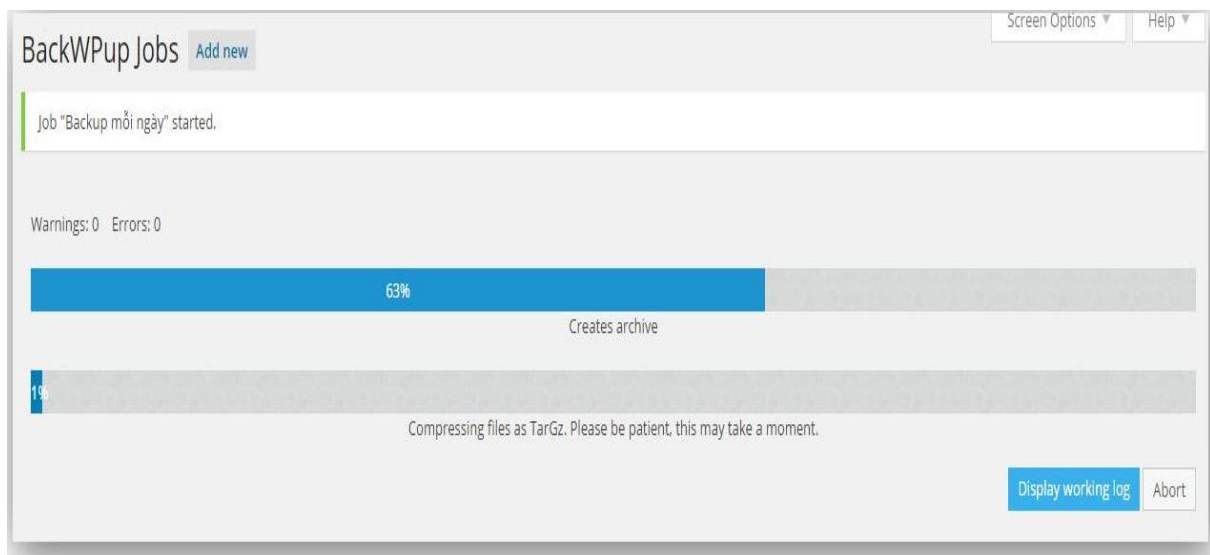 Screen Options Help
BackWPup Jobs Add new
Job "Backup mỗi ngày" started.
Warnings: 0 Errors: 0
63%
Creates archive
1%
Compressing files as TarGz. Please be patient, this may take a moment.
Display working log Abort